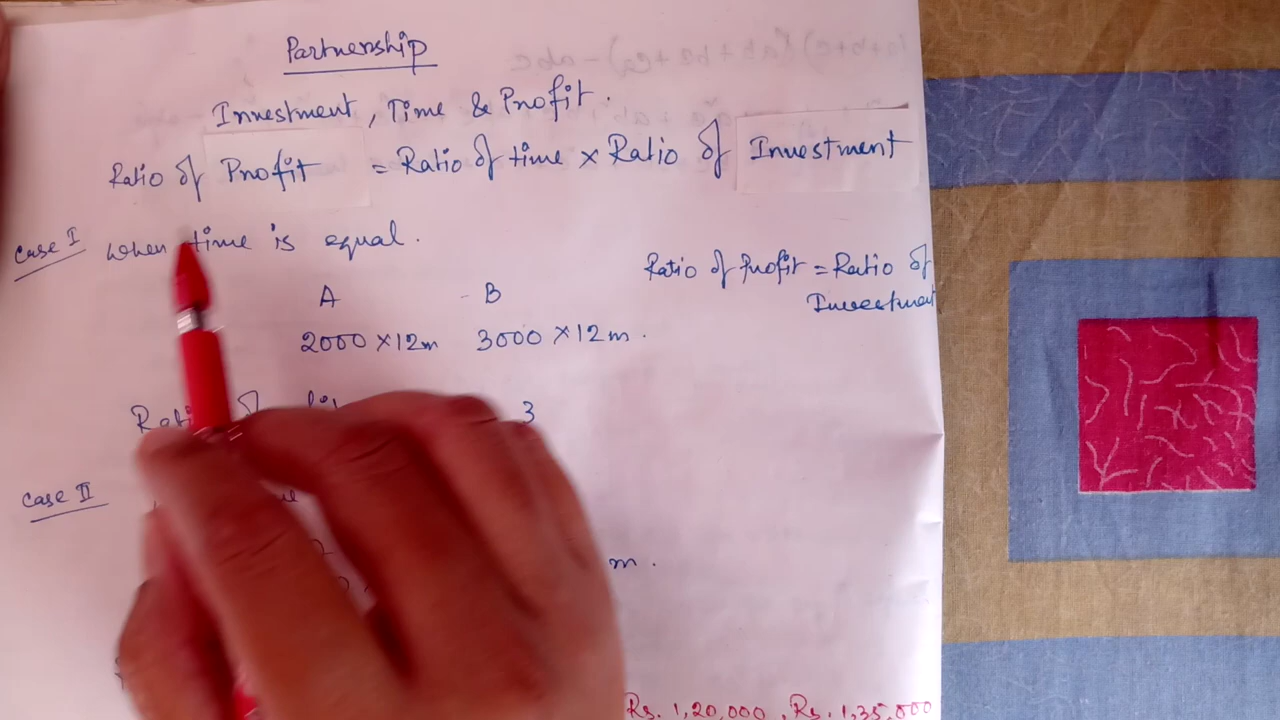 Partnership
Investment, Time & Profit.
Ratio of Profit = Ratio of time × Ratio of Investment
Case I When time is equal.
Ratio of Profit = Ratio of Investment
A - B
2000 × 12m 3000 × 12m.
3
Case II
m.
Rs. 1,20,000, Rs. 1,35,000